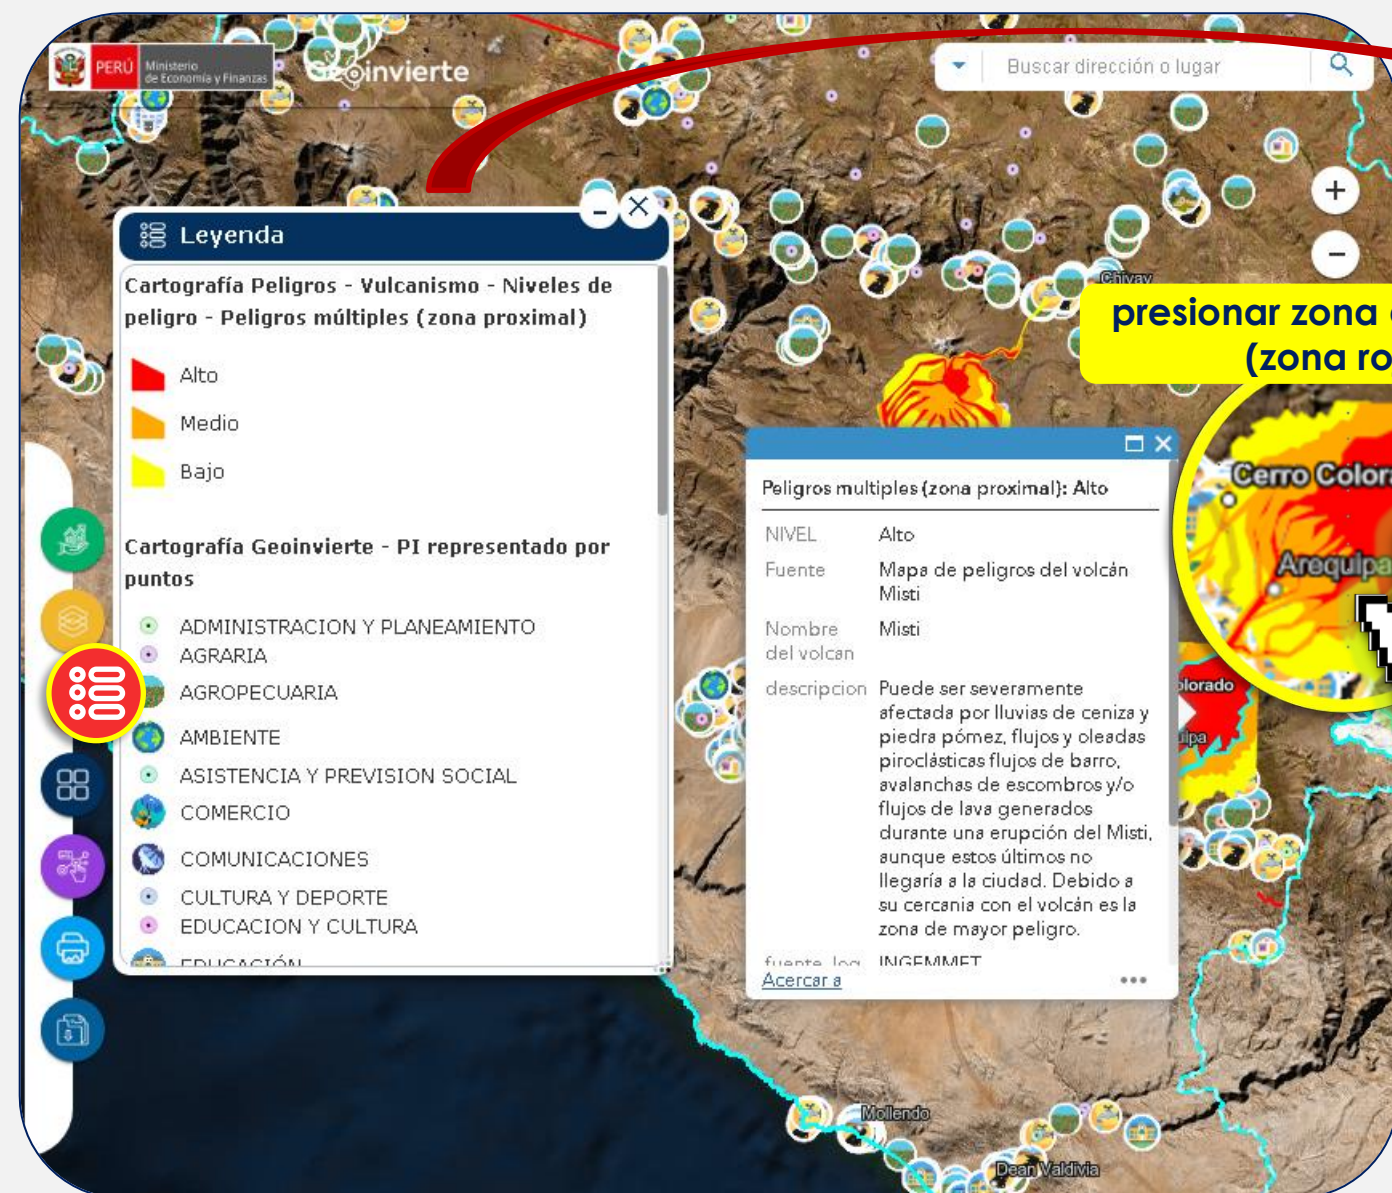 PERÚ
Ministerio
de Economía y Finanzas
Geoinvierte
Buscar dirección o lugar
+
−
Leyenda
Cartografía Peligros - Vulcanismo - Niveles de
peligro - Peligros múltiples (zona proximal)
Alto
Medio
Bajo
Cartografía Geoinvierte - PI representado por
puntos
ADMINISTRACION Y PLANEAMIENTO
AGRARIA
AGROPECUARIA
AMBIENTE
ASISTENCIA Y PREVISION SOCIAL
COMERCIO
COMUNICACIONES
CULTURA Y DEPORTE
EDUCACION Y CULTURA
EDUCACIÓN
Chivay
presionar zona
(zona ro
Cerro Color
Arequipa
Peligros multiples (zona proximal): Alto
NIVEL Alto
Fuente Mapa de peligros del volcán
Misti
Nombre Misti
del volcan
descripcion Puede ser severamente
afectada por lluvias de ceniza y
piedra pómez, flujos y oleadas
piroclásticas flujos de barro,
avalanchas de escombros y/o
flujos de lava generados
durante una erupción del Misti,
aunque estos últimos no
llegaría a la ciudad. Debido a
su cercania con el volcán es la
zona de mayor peligro.
fuente_log INGEMMET
Acercar a
olorado
ipa
Mollendo
Dean Valdivia